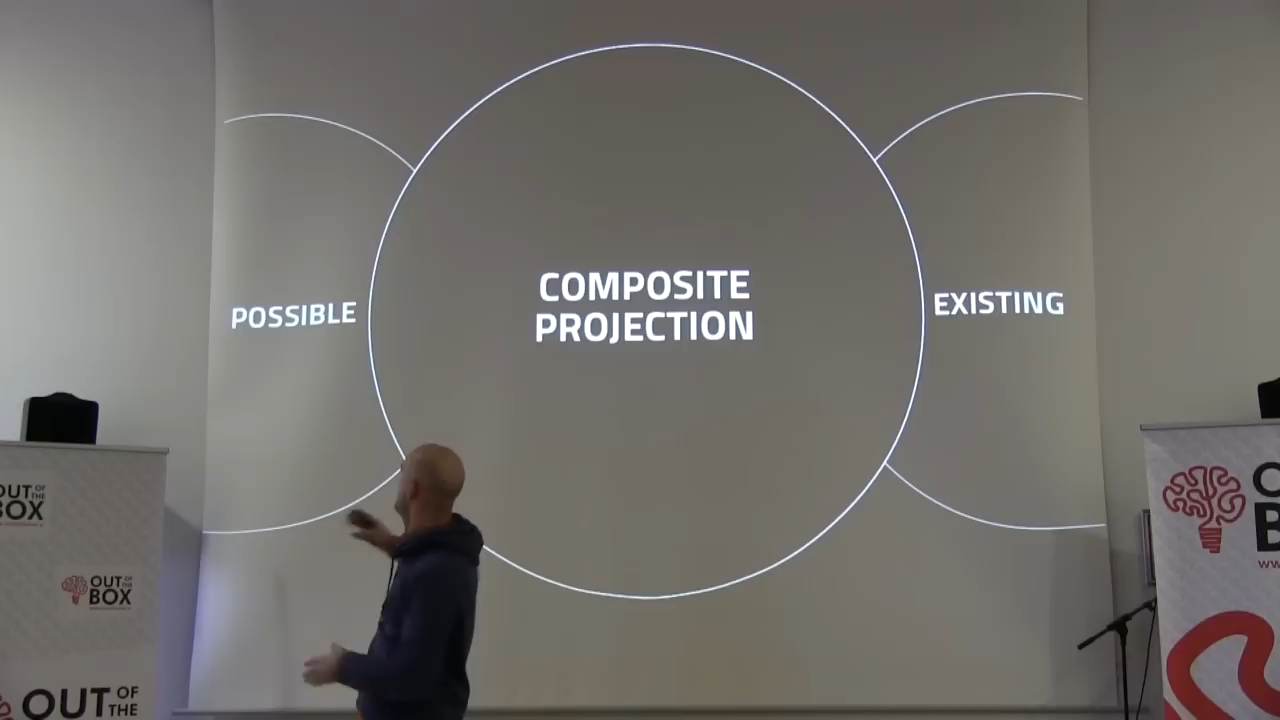 COMPOSITE
PROJECTION
POSSIBLE
EXISTING
OUT OF THE
BOX
OUT OF THE
BOX
OUT OF
THE